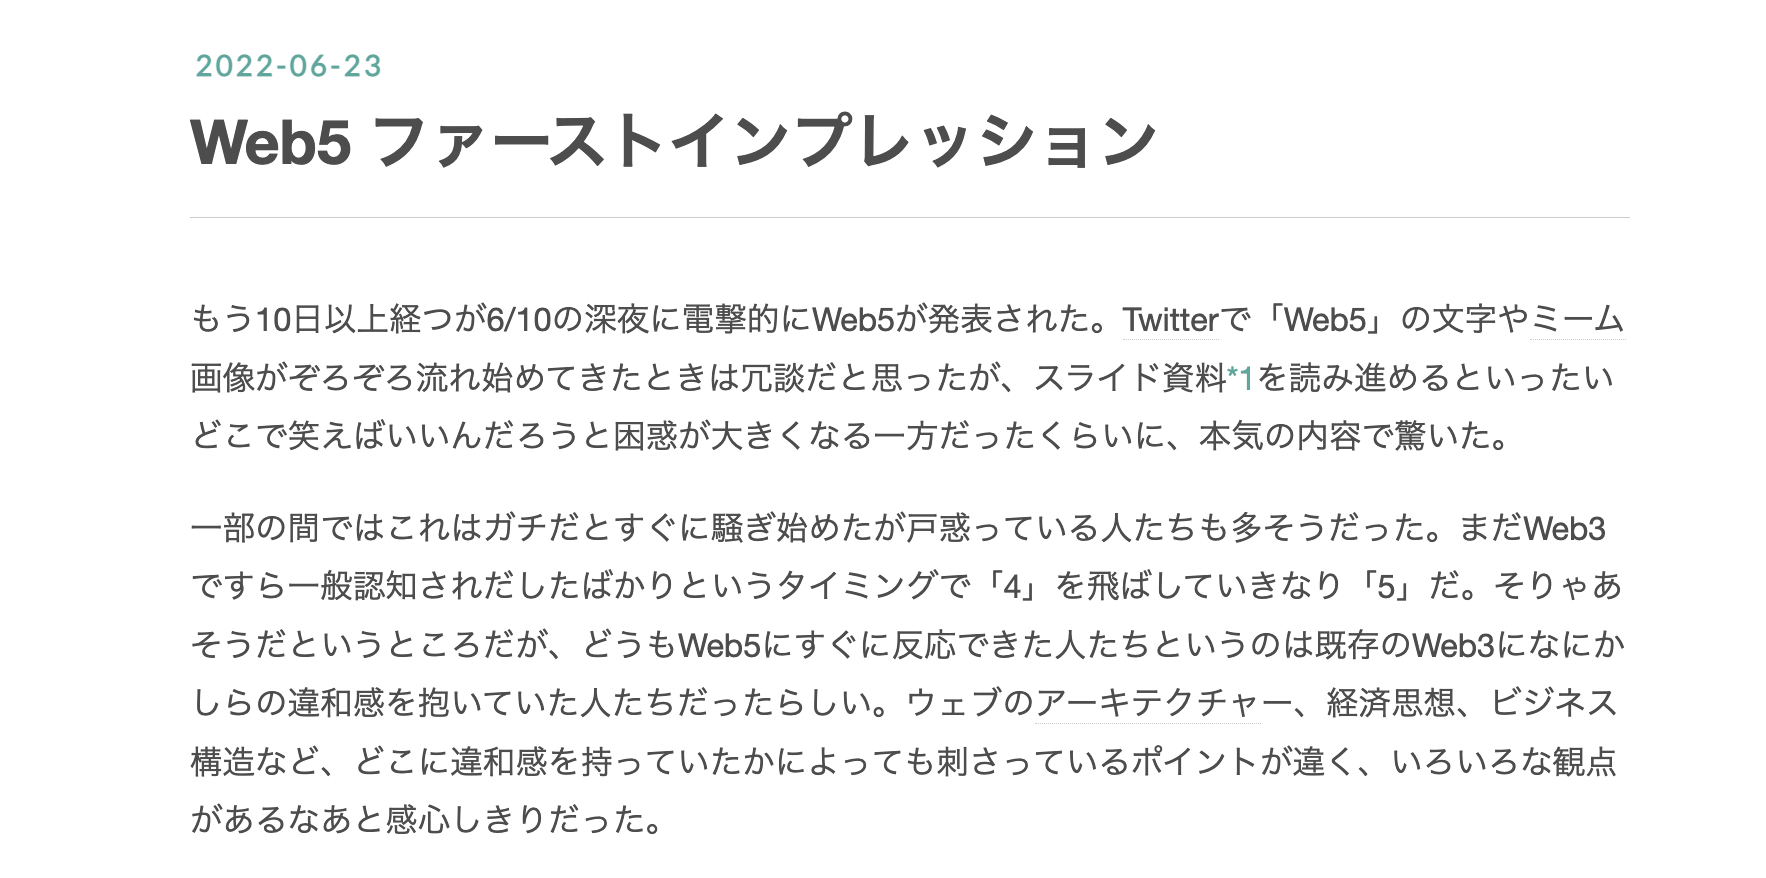 2022-06-23
Web5 ファーストインプレッション
もう10日以上経つが6/10の深夜に電撃的にWeb5が発表された。Twitterで「Web5」の文字やミーム
画像がぞろぞろ流れ始めてきたときは冗談だと思ったが、スライド資料*1を読み進めるといったい
どこで笑えばいいんだろうと困惑が大きくなる一方だったくらいに、本気の内容で驚いた。
一部の間ではこれはガチだとすぐに騒ぎ始めたが戸惑っている人たちも多そうだった。まだWeb3
ですら一般認知されだしたばかりというタイミングで「4」を飛ばしていきなり「5」だ。そりゃあ
そうだというところだが、どうもWeb5にすぐに反応できた人たちというのは既存のWeb3になにか
しらの違和感を抱いていた人たちだったらしい。ウェブのアーキテクチャー、経済思想、ビジネス
構造など、どこに違和感を持っていたかによっても刺さっているポイントが違く、いろいろな観点
があるなあと感心しきりだった。